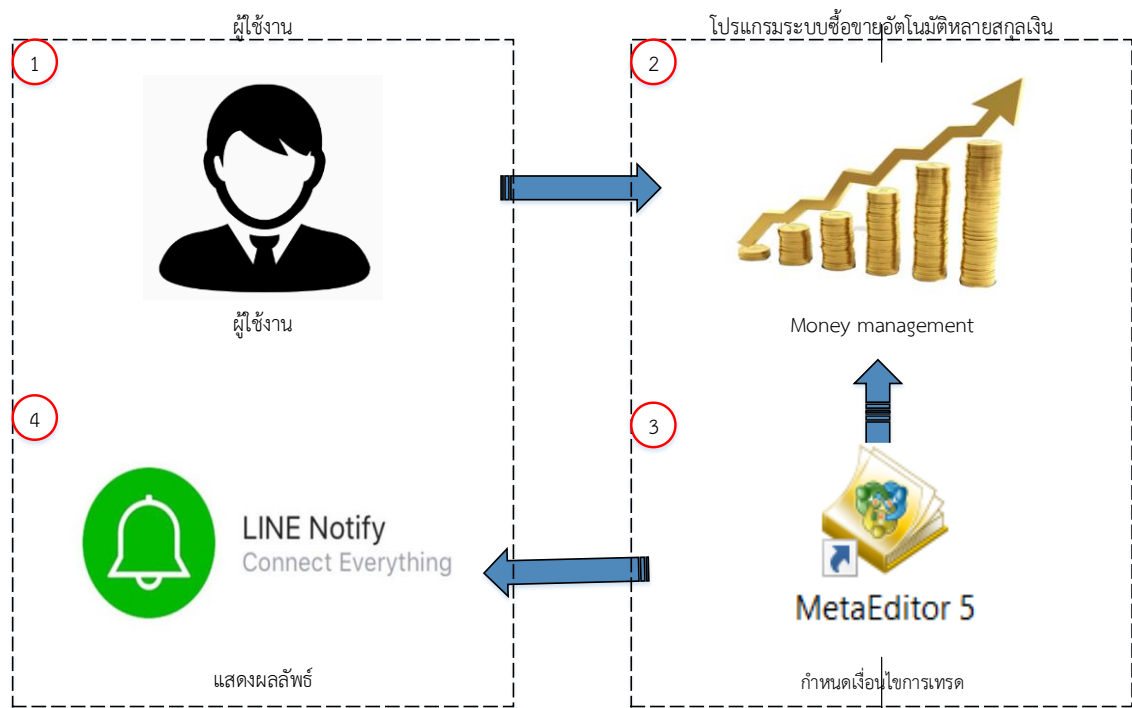 ผู้ใช้งาน
โปรแกรมระบบซื้อขายอัตโนมัติหลายสกุลเงิน
1
2
ผู้ใช้งาน
Money management
4
3
LINE Notify
Connect Everything
MetaEditor 5
แสดงผลลัพธ์
กำหนดเงื่อนไขการเทรด